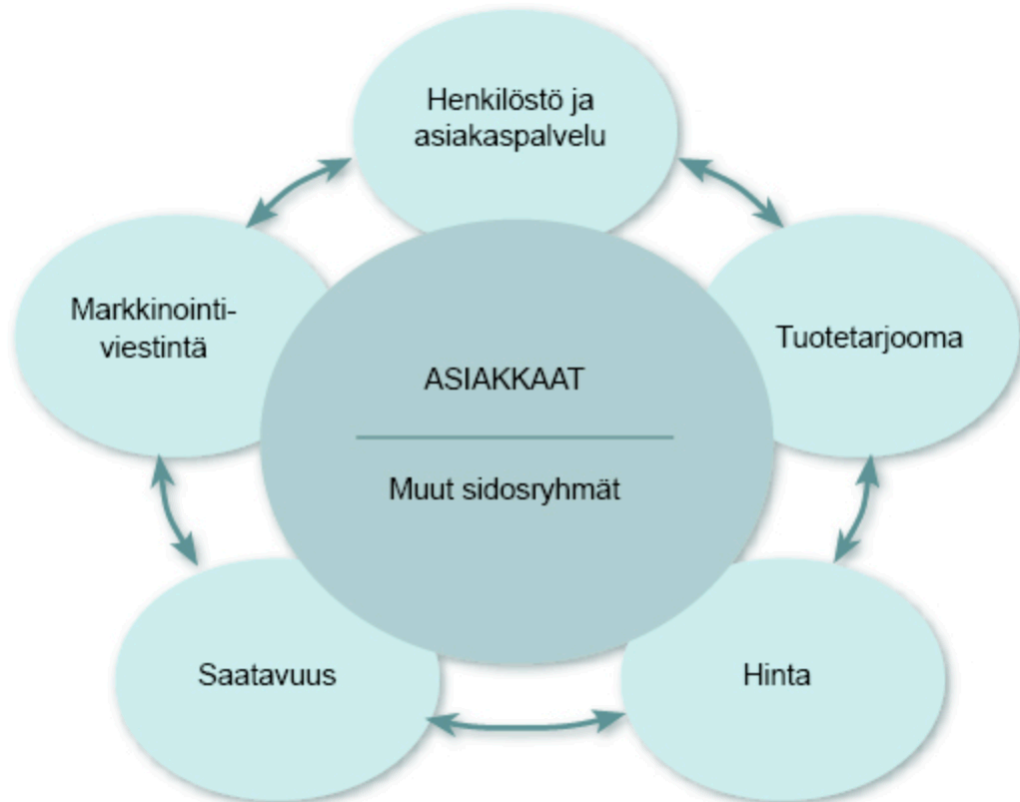 Henkilöstö ja
asiakaspalvelu
Markkinointi-
viestintä
Tuotetarjooma
ASIAKKAAT
Muut sidosryhmät
Saatavuus
Hinta